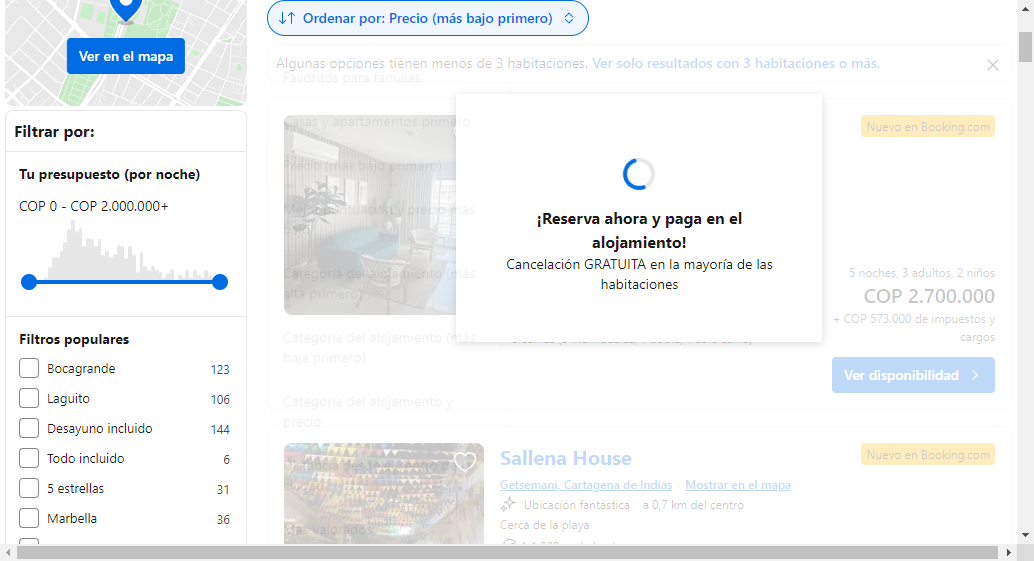 Ordenar por: Precio (más bajo primero)
Ver en el mapa
Algunas opciones tienen menos de 3 habitaciones. Ver solo resultados con 3 habitaciones o más.
Favoritos para familias
Filtrar por:
Casas y apartamentos primero
Nuevo en Booking.com
Precio (más bajo primero)
Tu presupuesto (por noche)
COP 0 - COP 2.000.000+
¡Reserva ahora y paga en el
alojamiento!
Cancelación GRATUITA en la mayoría de las
habitaciones
Categoría del alojamiento (más
alta primero)
5 noches, 3 adultos, 2 niños
COP 2.700.000
+ COP 573.000 de impuestos y
cargos
Categoría del alojamiento (más
baja primero)
Ver disponibilidad
Categoría del alojamiento y
precio
Filtros populares
Bocagrande 123
Laguito 106
Desayuno incluido 144
Todo incluido 6
5 estrellas 31
Marbella 36
Sallena House
Nuevo en Booking.com
Getsemaní, Cartagena de Indias Mostrar en el mapa
Ubicación fantástica a 0,7 km del centro
Cerca de la playa